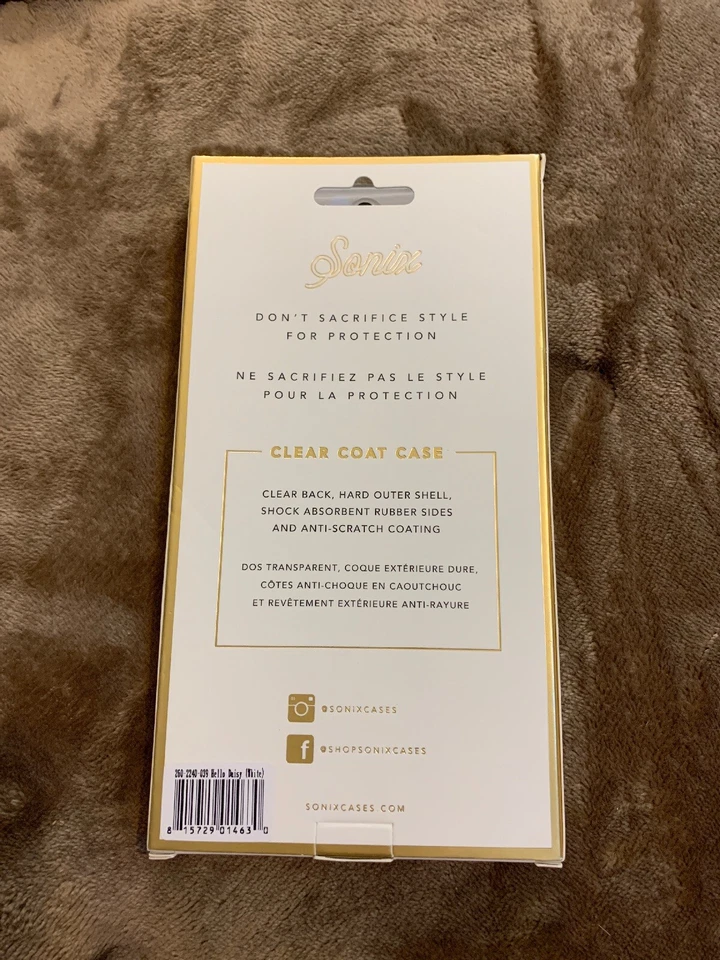 Sonix
DON'T SACRIFICE STYLE
FOR PROTECTION
NE SACRIFIEZ PAS LE STYLE
POUR LA PROTECTION
CLEAR COAT CASE
CLEAR BACK, HARD OUTER SHELL,
SHOCK ABSORBENT RUBBER SIDES
AND ANTI-SCRATCH COATING
DOS TRANSPARENT, COQUE EXTÉRIEURE DURE,
CÔTES ANTI-CHOQUE EN CAOUTCHOUC
ET REVÊTEMENT EXTÉRIEURE ANTI-RAYURE
@SONIXCASES
f @SHOPSONIXCASES
260-2240-039 Hello Daisy (White)
8 15729 01463 0
SONIXCASES.COM